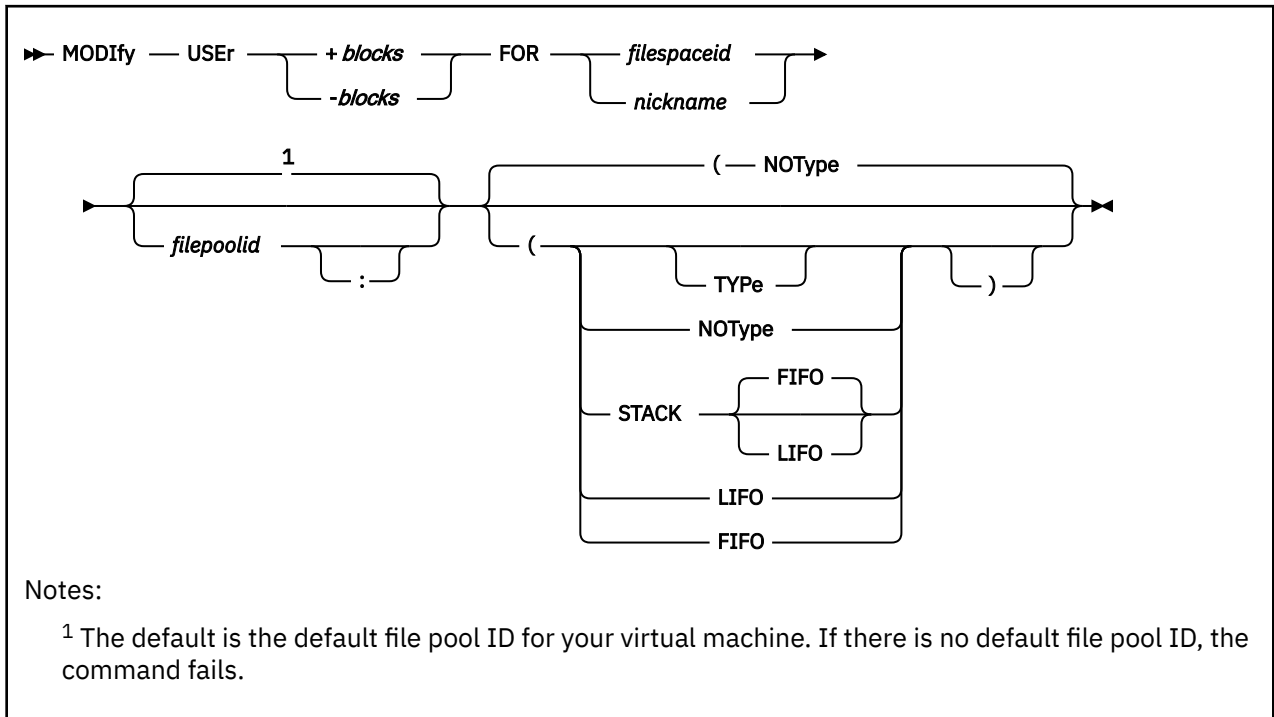 MODIfy USEr + blocks FOR filespaceid
-blocks nickname
1
( NOType
filepoolid : ( TYPe )
NOType
STACK FIFO
LIFO
LIFO
FIFO
Notes:
1 The default is the default file pool ID for your virtual machine. If there is no default file pool ID, the
command fails.